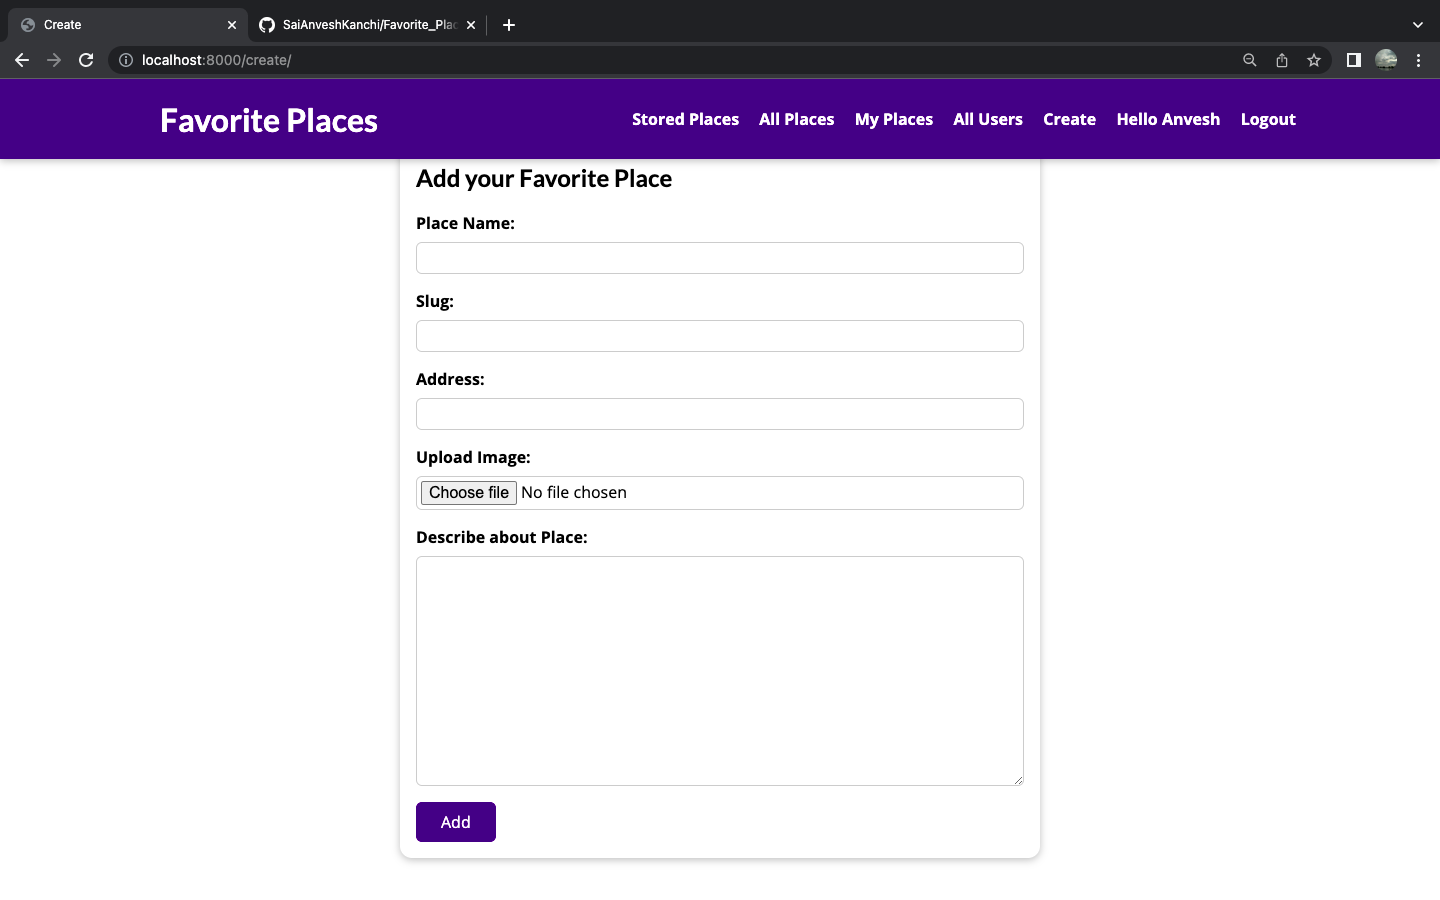 Create
SaiAnveshKanchi/Favorite_Plac
localhost:8000/create/
Favorite Places
Stored Places All Places My Places All Users Create Hello Anvesh Logout
Add your Favorite Place
Place Name:
Slug:
Address:
Upload Image:
Choose file No file chosen
Describe about Place:
Add